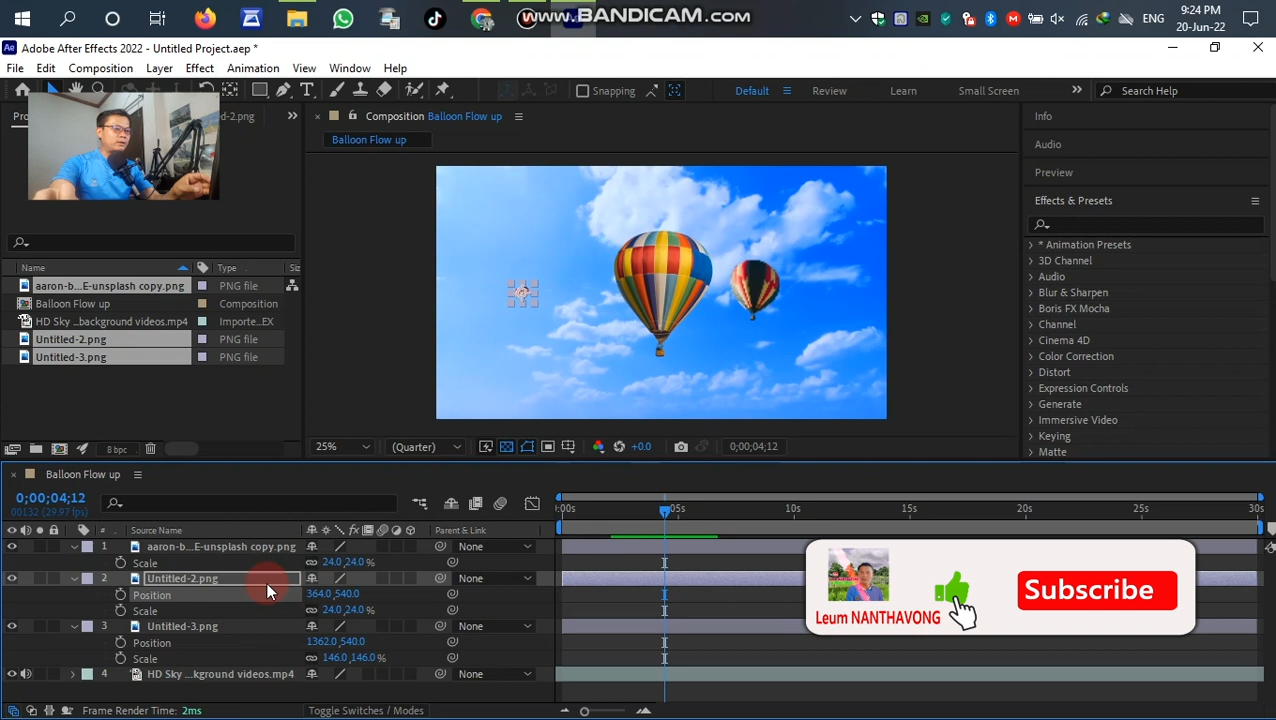 www.BANDICAM.com
ENG
9:24 PM
20-Jun-22
Adobe After Effects 2022 - Untitled Project.aep *
File Edit Composition Layer Effect Animation View Window Help
Snapping
Default Review Learn Small Screen
Search Help
-2.png
Composition Balloon Flow up
Balloon Flow up
Info
Audio
Preview
Effects & Presets
* Animation Presets
3D Channel
Audio
Blur & Sharpen
Boris FX Mocha
Channel
Cinema 4D
Color Correction
Distort
Expression Controls
Generate
Immersive Video
Keying
Matte
Name Type Siz
aaron-b...E-unsplash copy.png PNG file
Balloon Flow up Composition
HD Sky ...background videos.mp4 Importe...EX
Untitled-2.png PNG file
Untitled-3.png PNG file
8 bpc
25% (Quarter) +0.0 0;00;04;12
Balloon Flow up
0;00;04;12
00132 (29.97 fps)
:00s 05s 10s 15s 20s 25s 30s
# Source Name Parent & Link
1 aaron-b...E-unsplash copy.png None
Scale 24.0,24.0%
2 Untitled-2.png None
Position 364.0,540.0
Scale 24.0,24.0%
3 Untitled-3.png None
Position 1362.0,540.0
Scale 146.0,146.0%
4 HD Sky ...kground videos.mp4 None
Leum NANTHAVONG
Subscribe
Frame Render Time: 2ms Toggle Switches / Modes